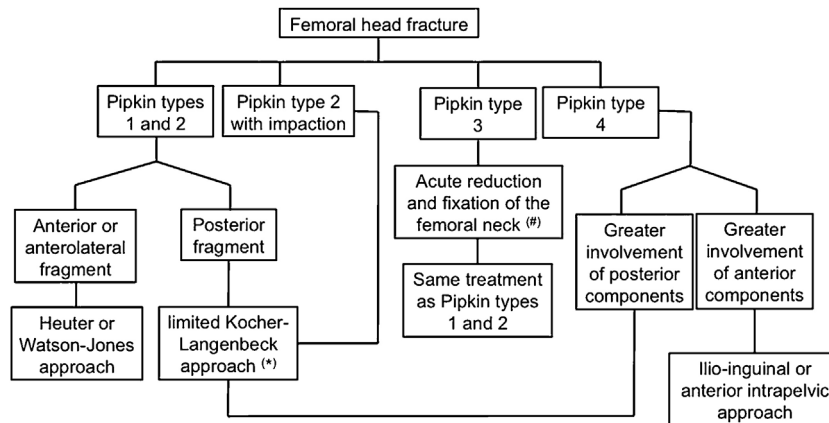 Femoral head fracture
Pipkin types
1 and 2
Pipkin type 2
with impaction
Pipkin type
3
Pipkin type
4
Acute reduction
and fixation of the
femoral neck (#)
Anterior or
anterolateral
fragment
Posterior
fragment
Greater
involvement
of posterior
components
Greater
involvement
of anterior
components
Same treatment
as Pipkin types
1 and 2
Heuter or
Watson-Jones
approach
limited Kocher-
Langenbeck
approach (*)
Ilio-inguinal or
anterior intrapelvic
approach